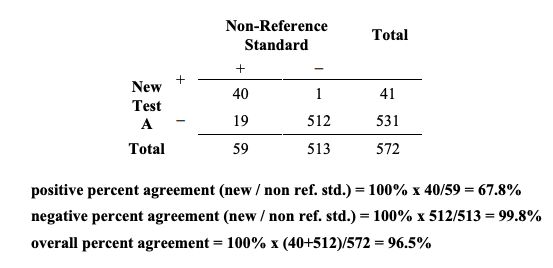 Non-Reference
Standard
Total
+ −
New
Test
A
+ 40 1 41
− 19 512 531
Total 59 513 572
positive percent agreement (new / non ref. std.) = 100% x 40/59 = 67.8%
negative percent agreement (new / non ref. std.) = 100% x 512/513 = 99.8%
overall percent agreement = 100% x (40+512)/572 = 96.5%